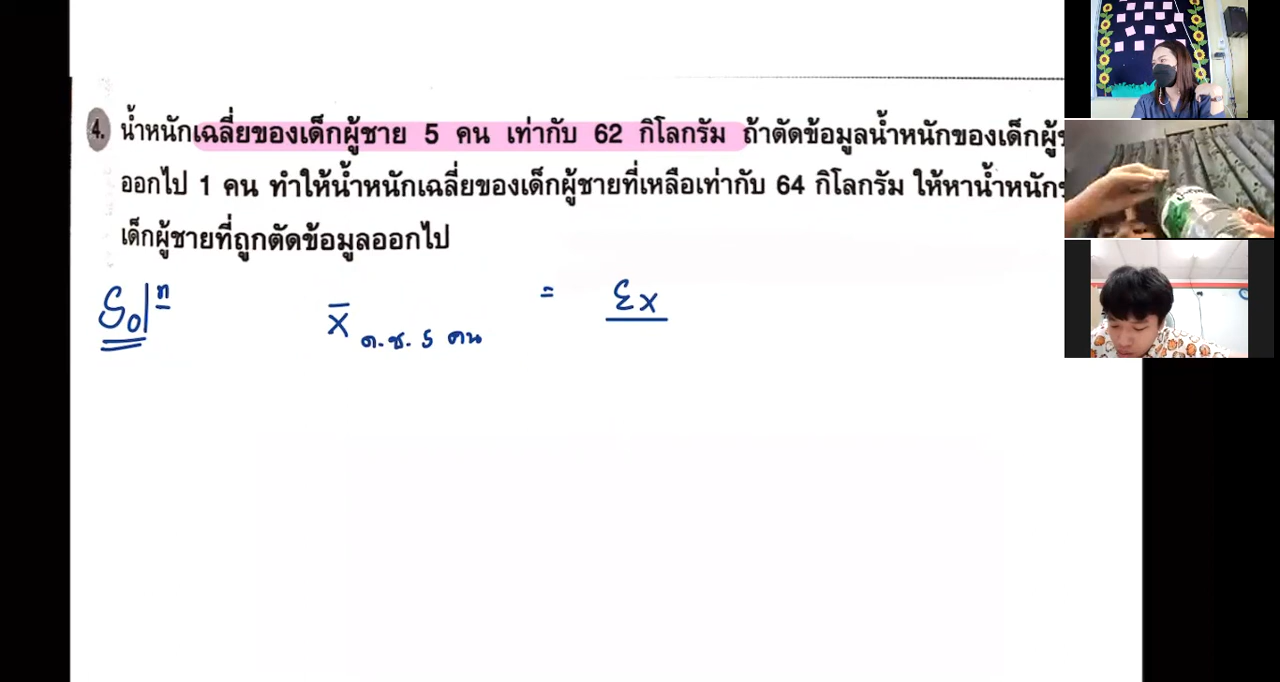 4. น้ำหนักเฉลี่ยของเด็กผู้ชาย 5 คน เท่ากับ 62 กิโลกรัม ถ้าตัดข้อมูลน้ำหนักของเด็กผู้
ออกไป 1 คน ทำให้น้ำหนักเฉลี่ยของเด็กผู้ชายที่เหลือเท่ากับ 64 กิโลกรัม ให้หาน้ำหนัก
เด็กผู้ชายที่ถูกตัดข้อมูลออกไป
Solⁿ x̄ ด.ช. 5 คน = Σx